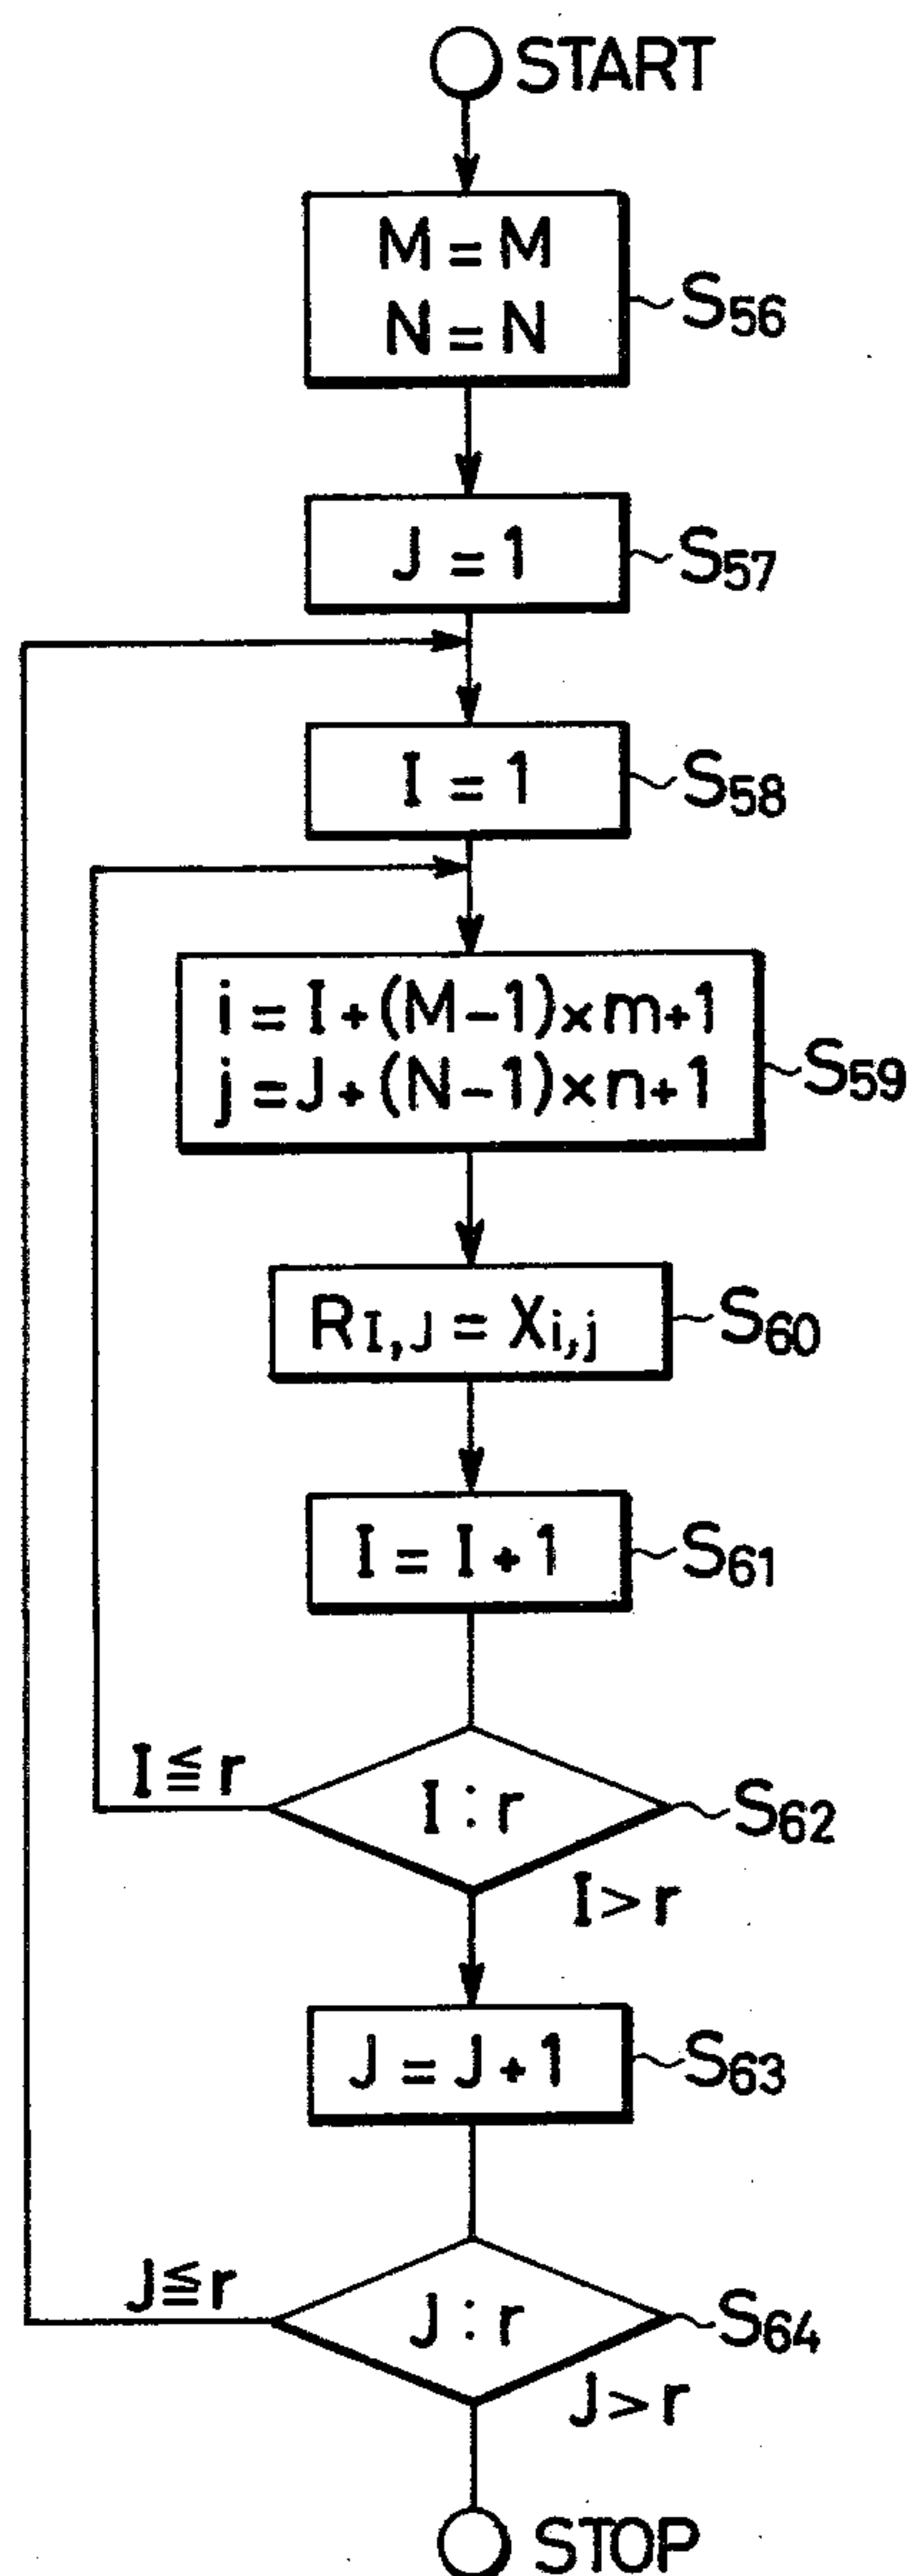 START
M = M
N = N
S56
J = 1
S57
I = 1
S58
i = I + (M-1)×m+1
j = J + (N-1)×n+1
S59
RI,J = Xi,j
S60
I = I + 1
S61
I ≦ r
I : r
S62
I > r
J = J + 1
S63
J ≦ r
J : r
S64
J > r
STOP